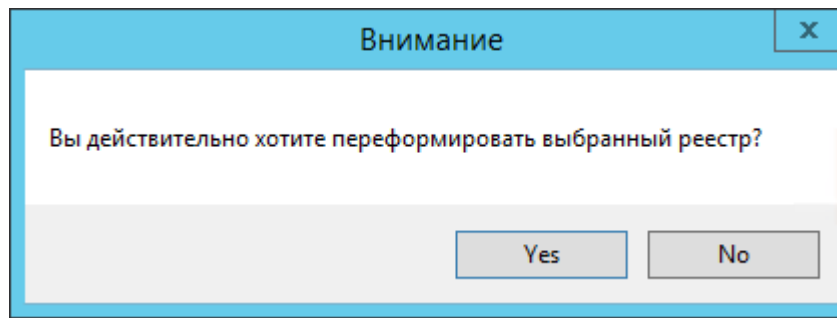 Внимание
x
Вы действительно хотите переформировать выбранный реестр?
Yes No